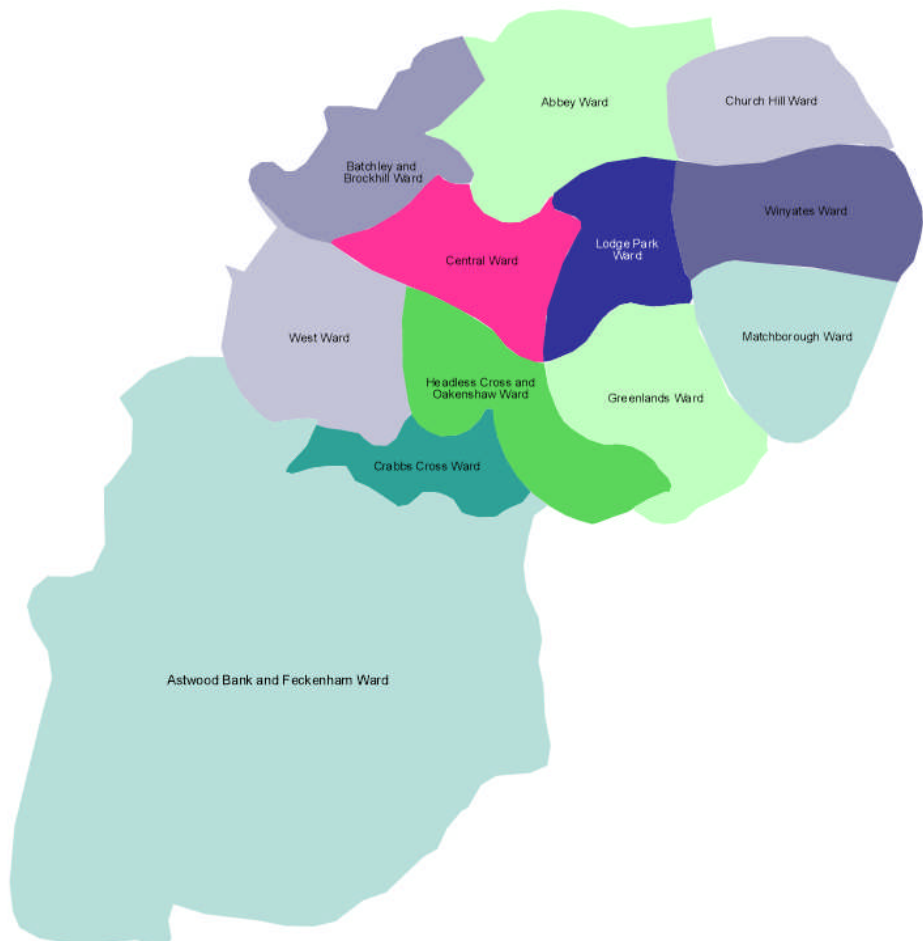 Abbey Ward
Church Hill Ward
Batchley and
Brockhill Ward
Winyates Ward
Lodge Park
Ward
Central Ward
West Ward
Matchborough Ward
Headless Cross and
Oakenshaw Ward
Greenlands Ward
Crabbs Cross Ward
Astwood Bank and Feckenham Ward